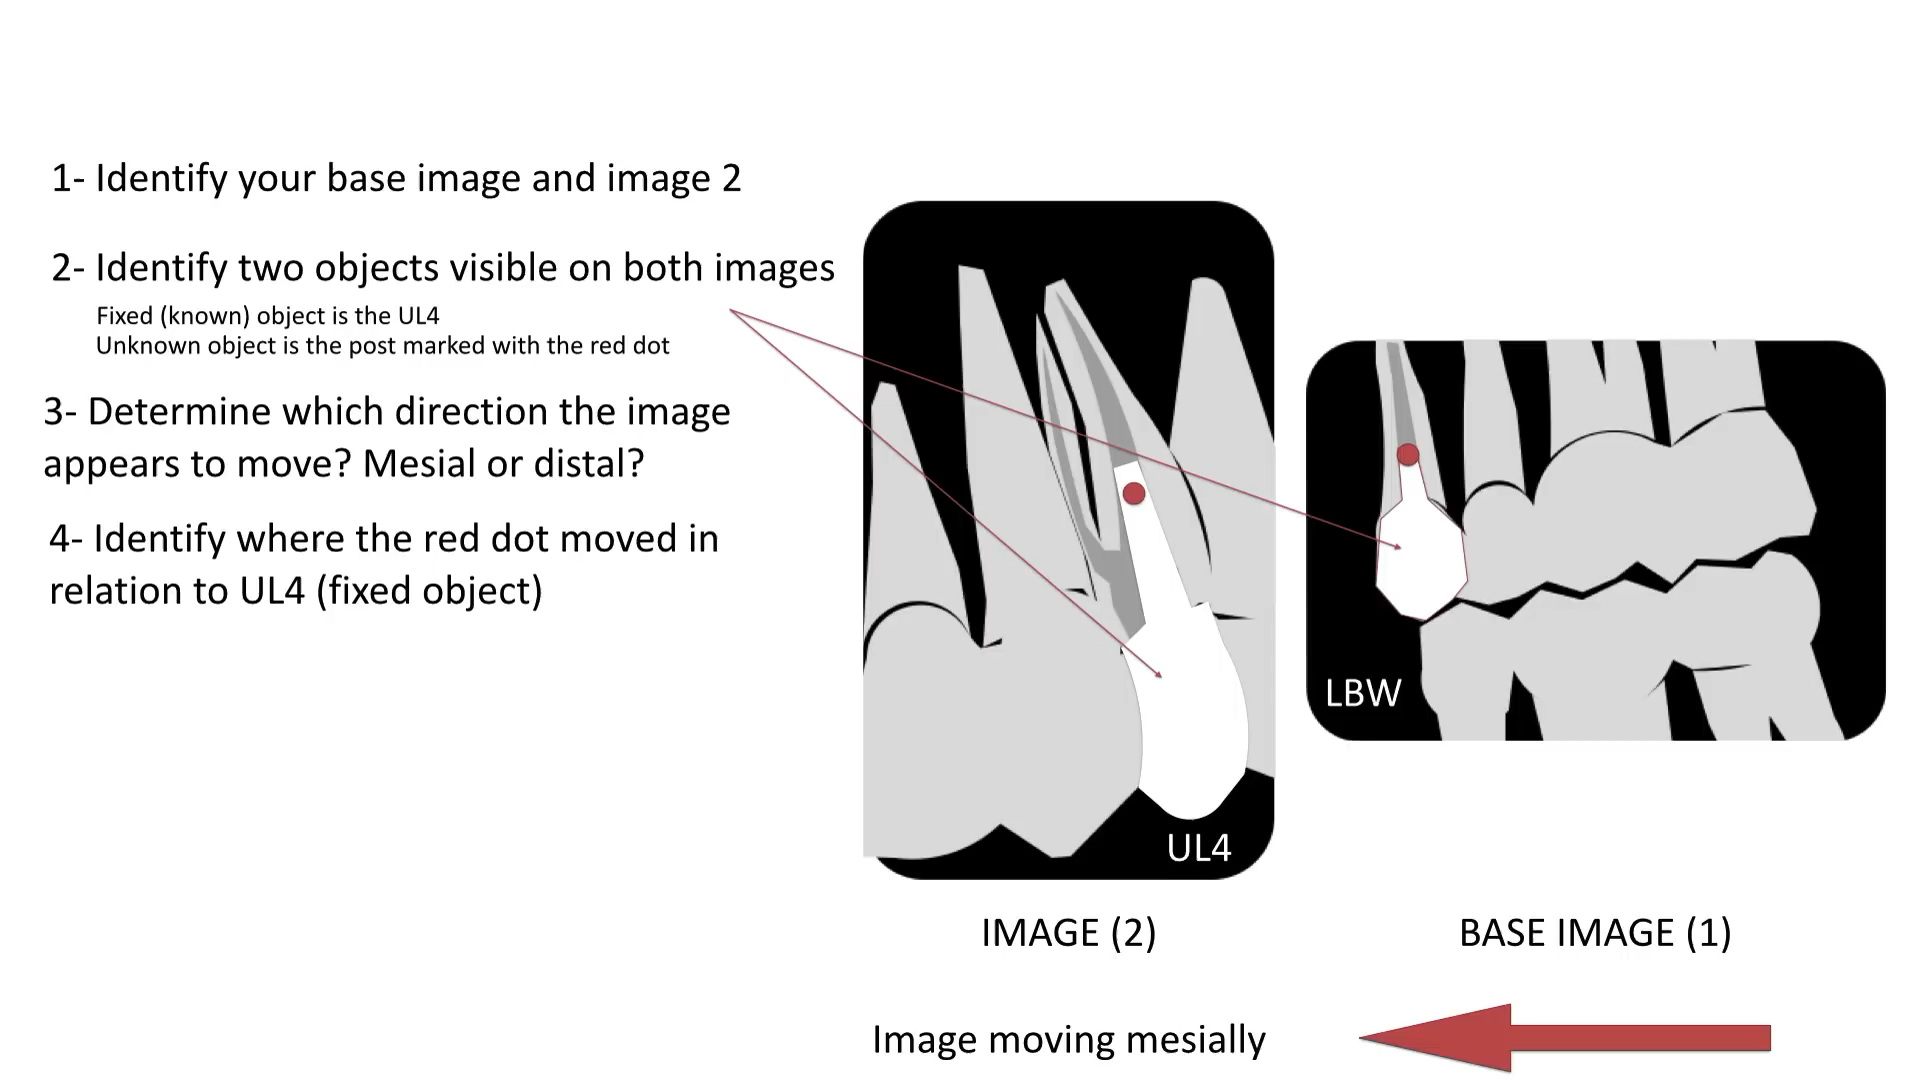 1- Identify your base image and image 2
2- Identify two objects visible on both images
Fixed (known) object is the UL4
Unknown object is the post marked with the red dot
3- Determine which direction the image
appears to move? Mesial or distal?
4- Identify where the red dot moved in
relation to UL4 (fixed object)
UL4
LBW
IMAGE (2)
BASE IMAGE (1)
Image moving mesially